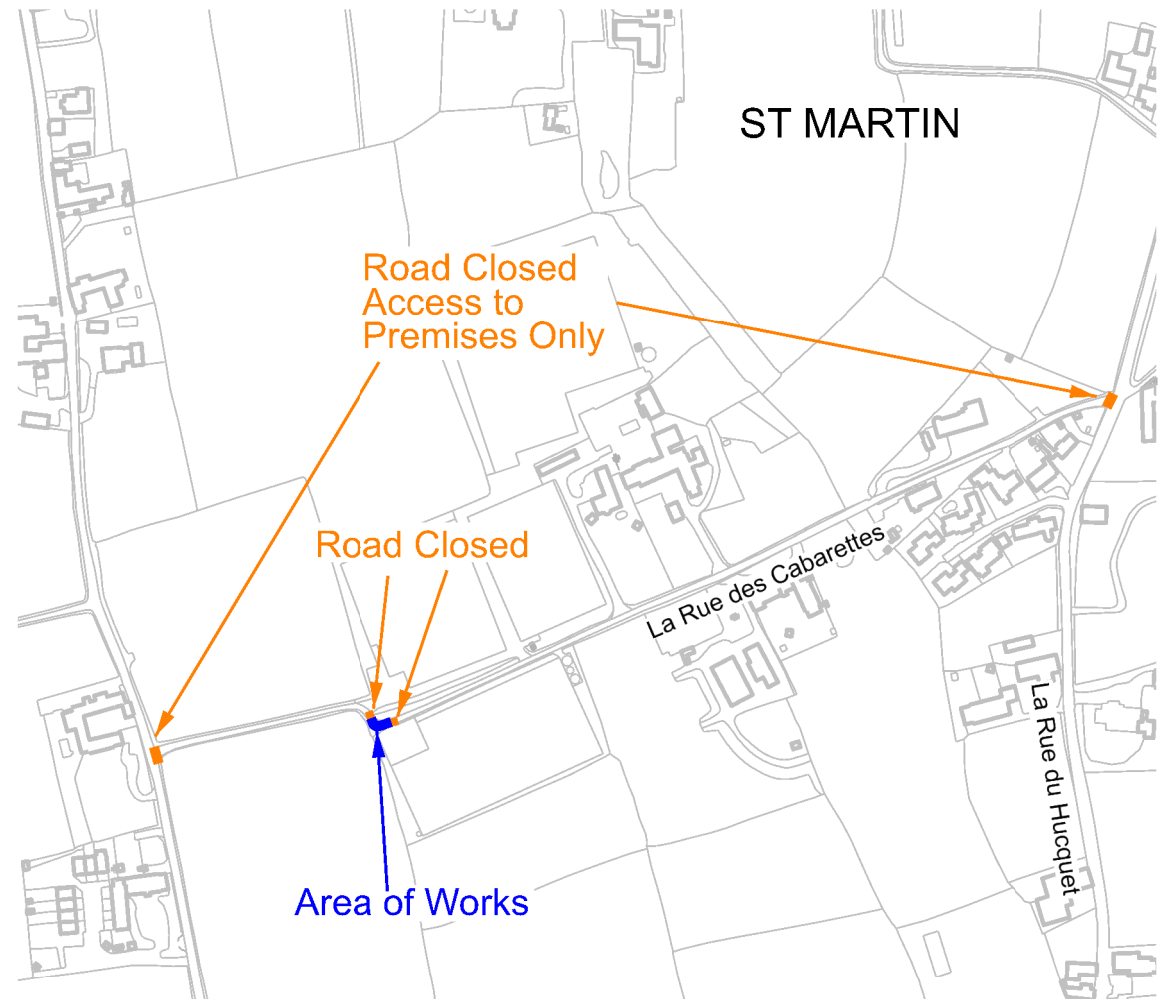 ST MARTIN
Road Closed
Access to
Premises Only
Road Closed
La Rue des Cabarettes
La Rue du Hucquet
Area of Works